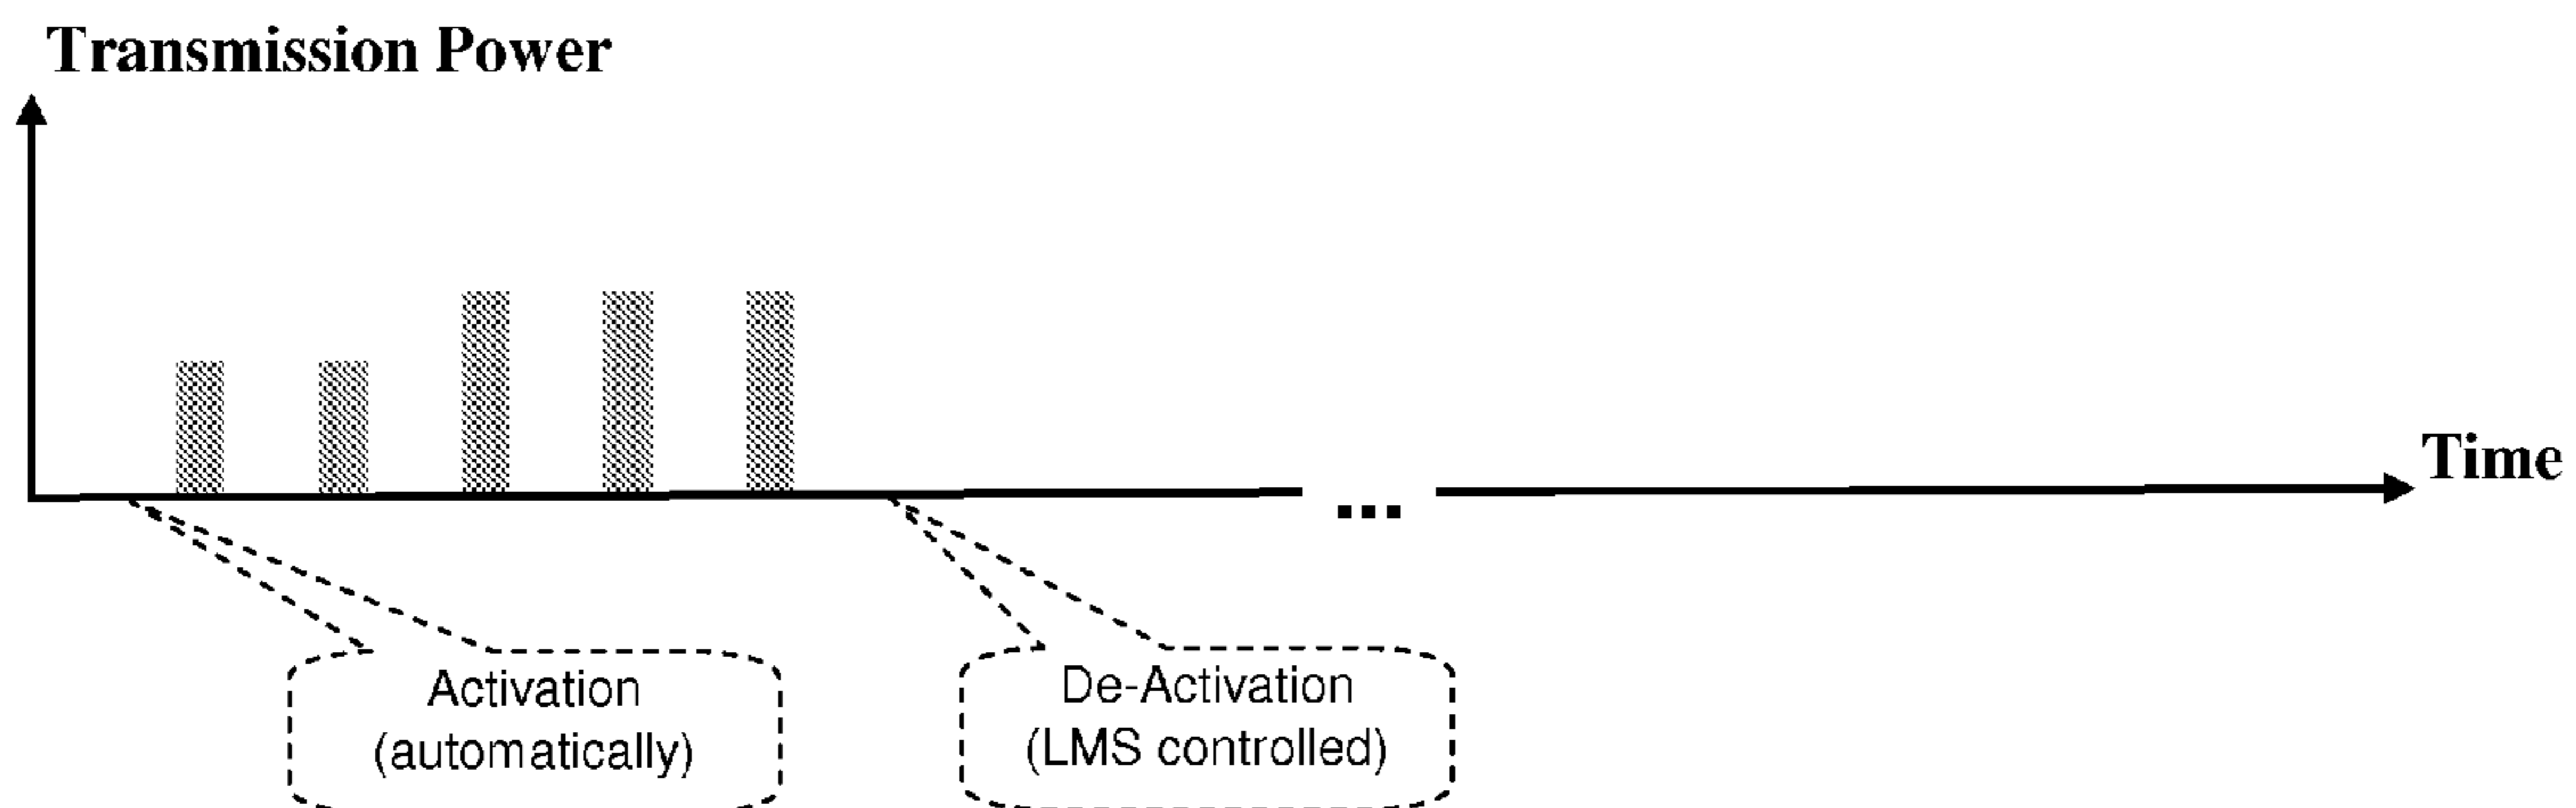 Transmission Power
Time
...
Activation
(automatically)
De-Activation
(LMS controlled)